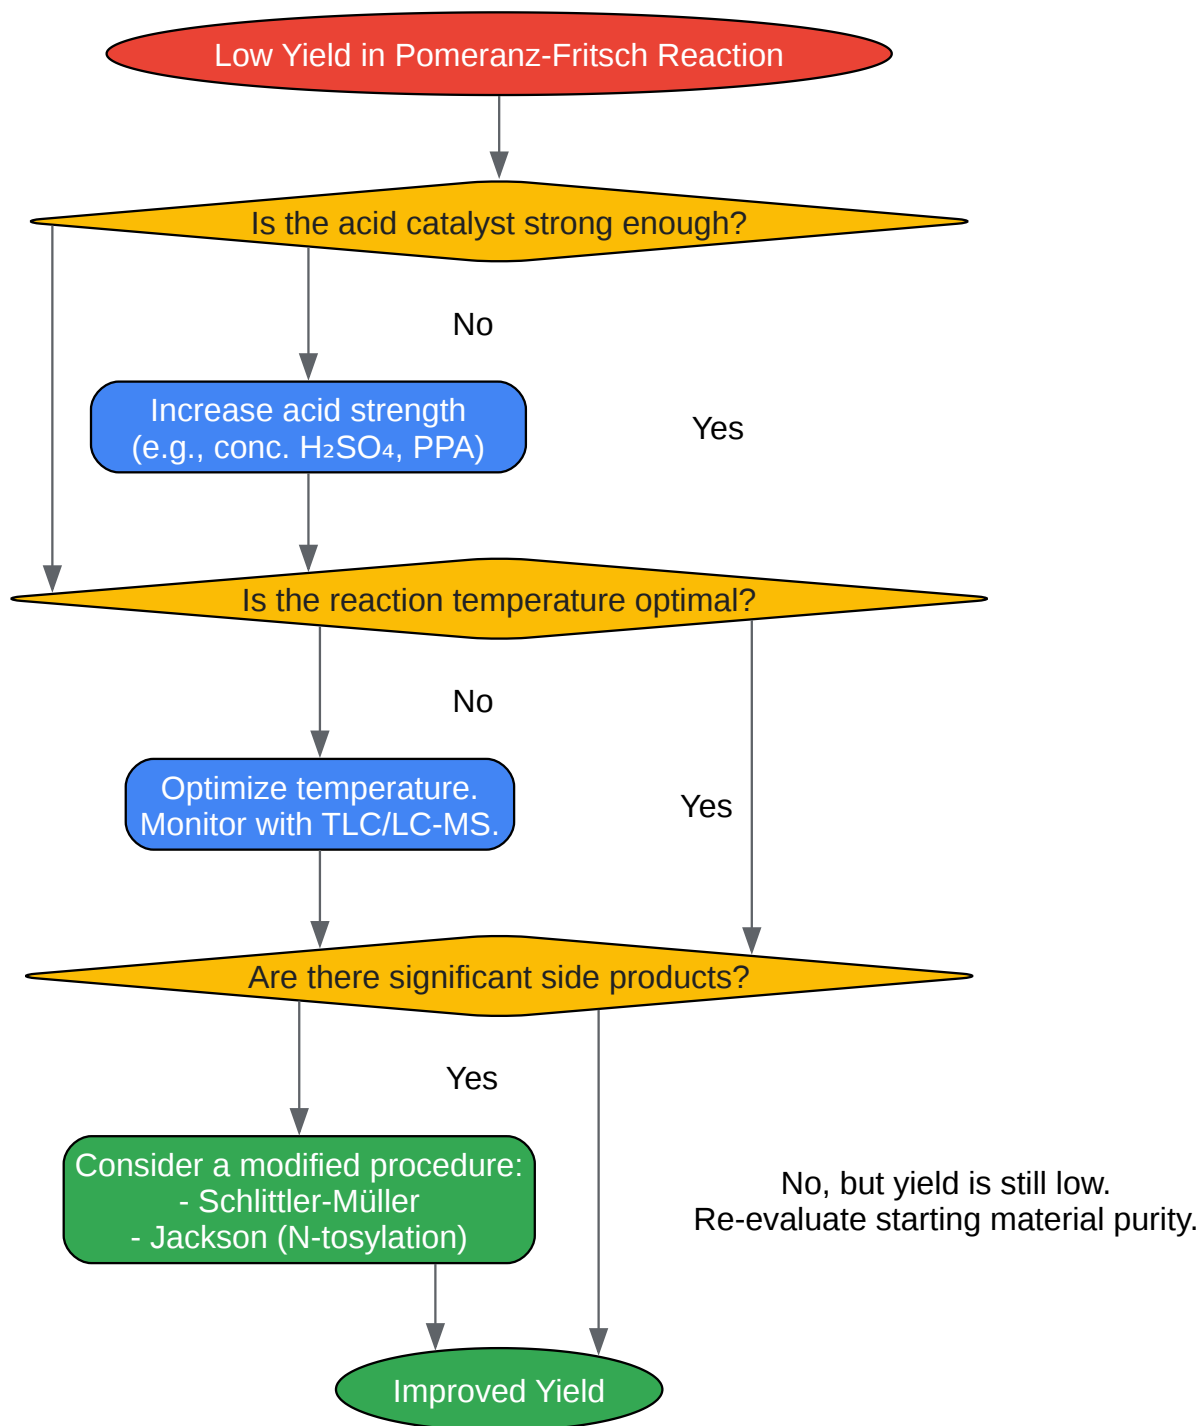 Low Yield in Pomeranz-Fritsch Reaction
Is the acid catalyst strong enough?
No
Increase acid strength
(e.g., conc. H₂SO₄, PPA)
Yes
Is the reaction temperature optimal?
No
Optimize temperature.
Monitor with TLC/LC-MS.
Yes
Are there significant side products?
Yes
Consider a modified procedure:
- Schlittler-Müller
- Jackson (N-tosylation)
No, but yield is still low.
Re-evaluate starting material purity.
Improved Yield